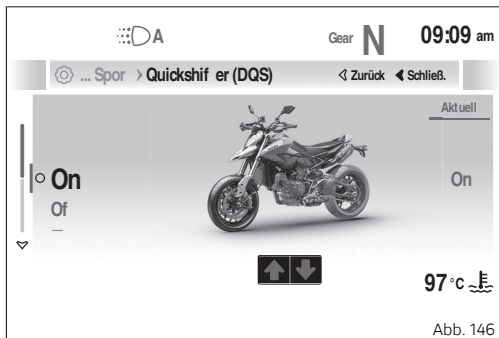 A Gear N 09:09 am
... Spor Quickshif er (DQS) Zurück Schließ.
Aktuell
On On
Of
97 °C
Abb. 146